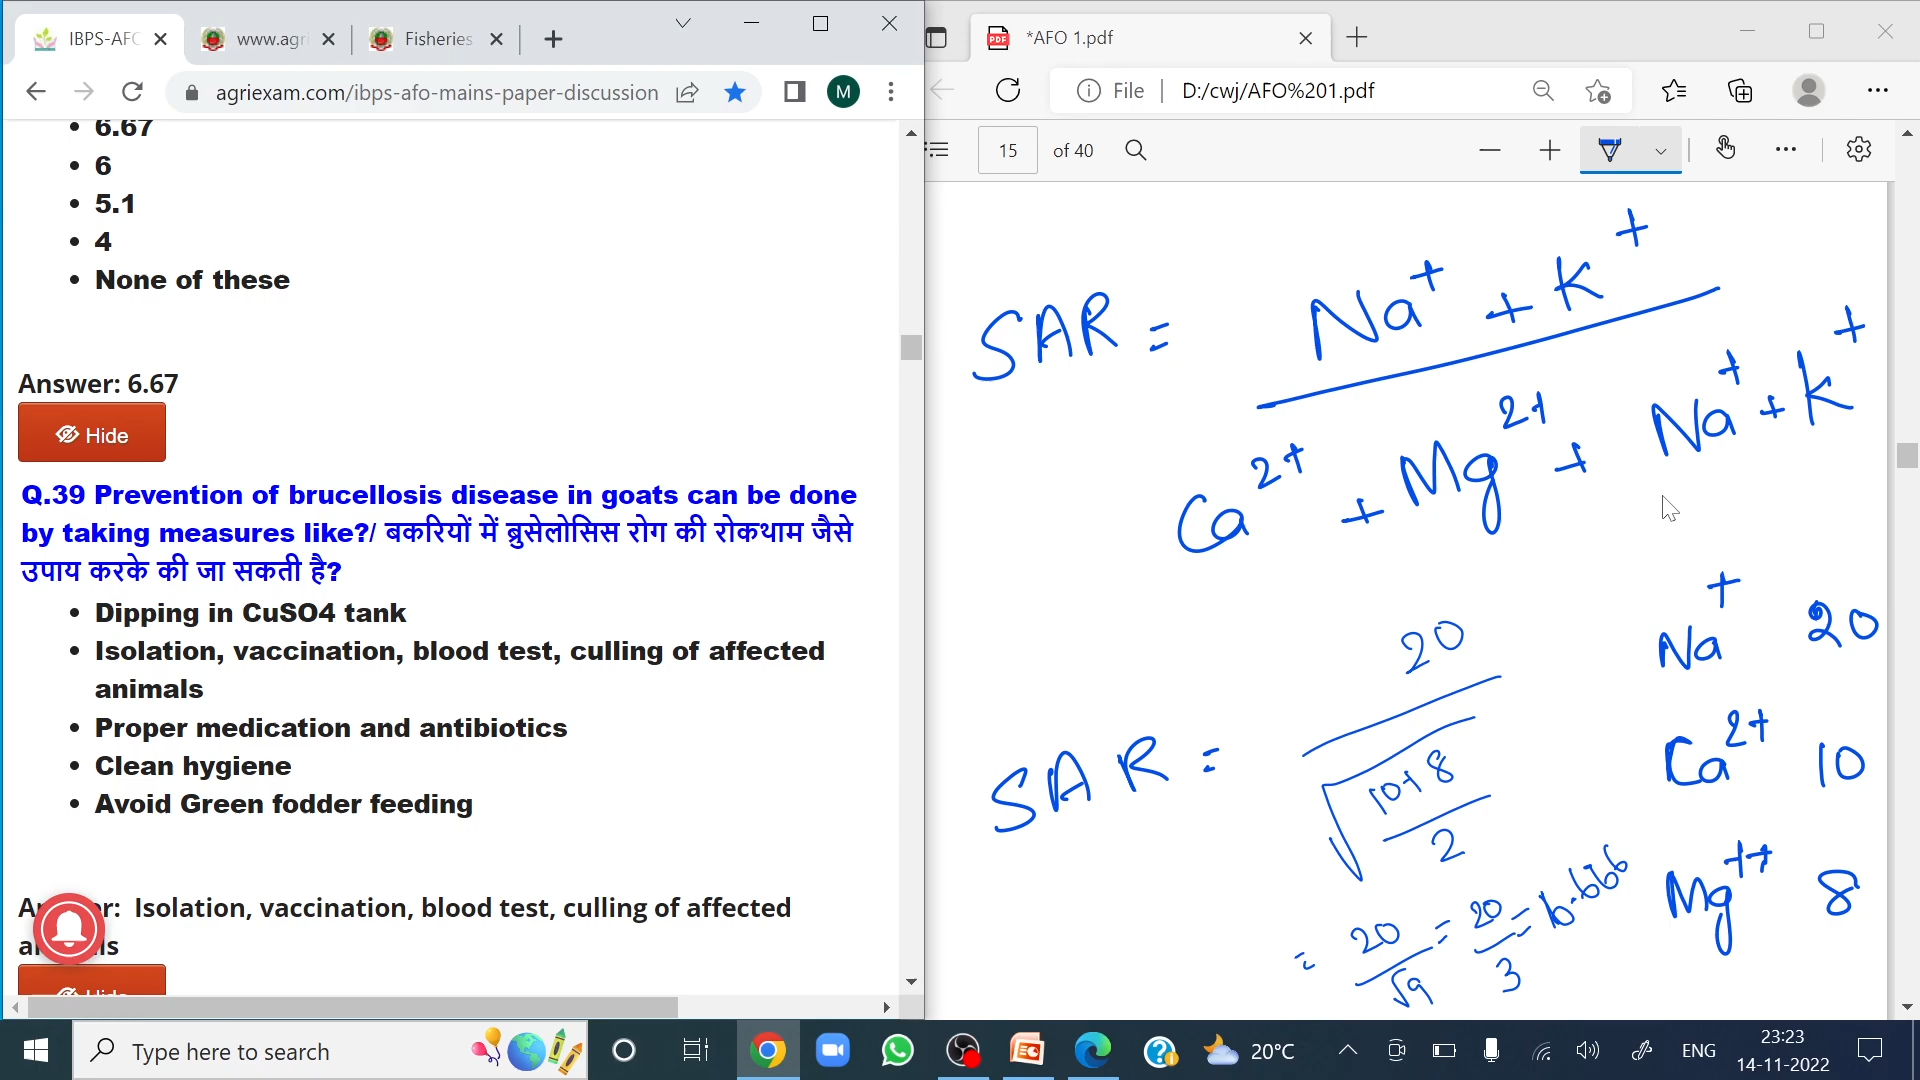 IBPS-AFC
www.agri
Fisheries
agriexam.com/ibps-afo-mains-paper-discussion
M
6.67
6
5.1
4
None of these
Answer: 6.67
Hide
Q.39 Prevention of brucellosis disease in goats can be done
by taking measures like?/ बकरियों में ब्रुसेलोसिस रोग की रोकथाम जैसे
उपाय करके की जा सकती है?
Dipping in CuSO4 tank
Isolation, vaccination, blood test, culling of affected
animals
Proper medication and antibiotics
Clean hygiene
Avoid Green fodder feeding
Isolation, vaccination, blood test, culling of affected
Hide
*AFO 1.pdf
File
D:/cwj/AFO%201.pdf
15 of 40
SAR = Na+ + K+
Ca2+ + Mg2+ + Na+ + K+
Na+ 20
Ca2+ 10
Mg++ 8
SAR = 20
√ 10+8
2
= 20 = 20 = 6.666
√9 3
Type here to search
20°C
ENG
23:23
14-11-2022